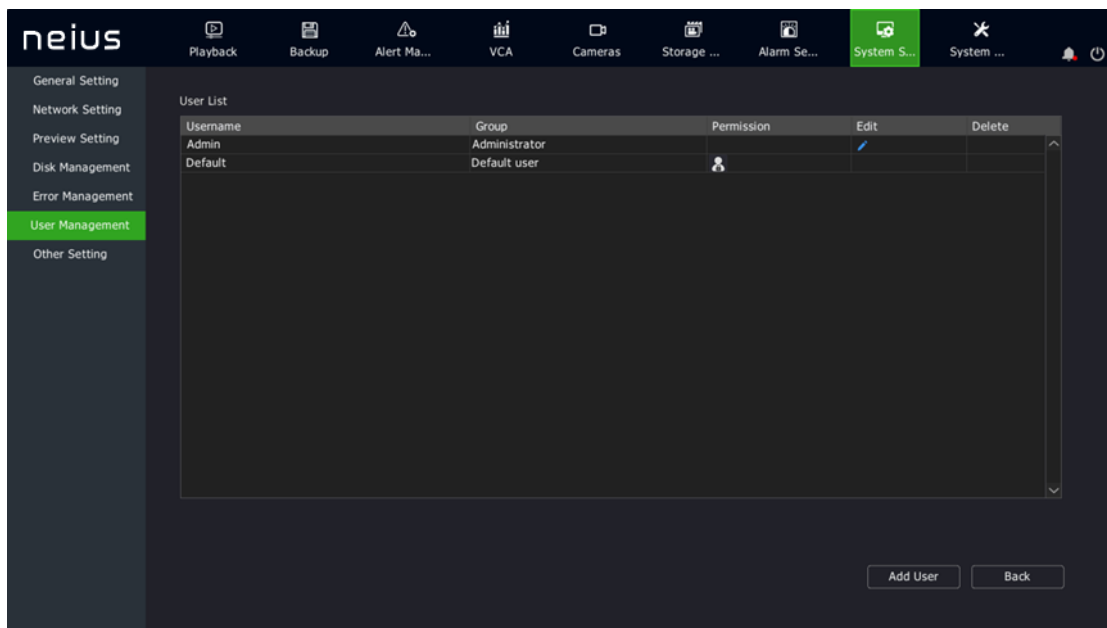 neius
Playback
Backup
Alert Ma...
VCA
Cameras
Storage ...
Alarm Se...
System S...
System ...
General Setting
Network Setting
Preview Setting
Disk Management
Error Management
User Management
Other Setting
User List
Username Group Permission Edit Delete
Admin Administrator
Default Default user
Add User Back